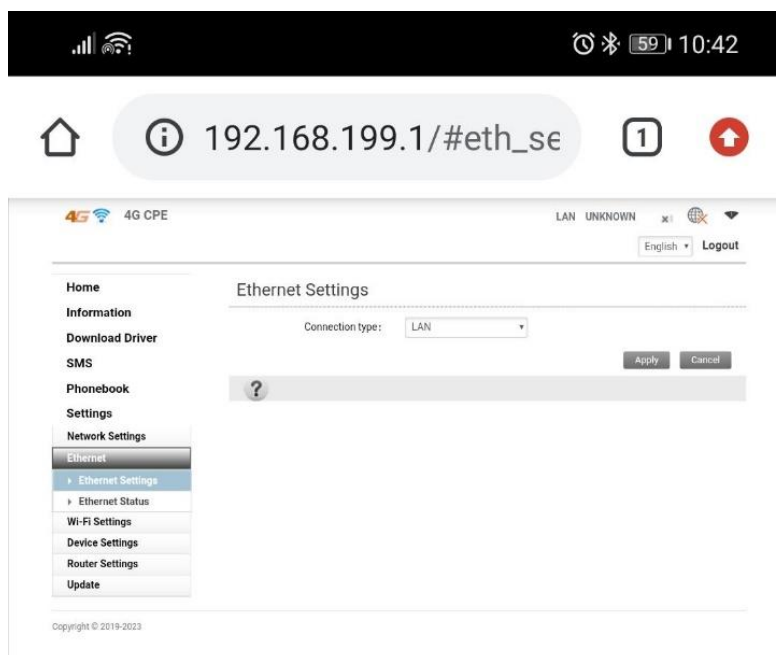 59 10:42
192.168.199.1/#eth_se 1
4G 4G CPE LAN UNKNOWN
English Logout
Home
Information
Download Driver
SMS
Phonebook
Settings
Network Settings
Ethernet
Ethernet Settings
Ethernet Status
Wi-Fi Settings
Device Settings
Router Settings
Update
Ethernet Settings
Connection type: LAN
Apply Cancel
?
Copyright © 2019-2023